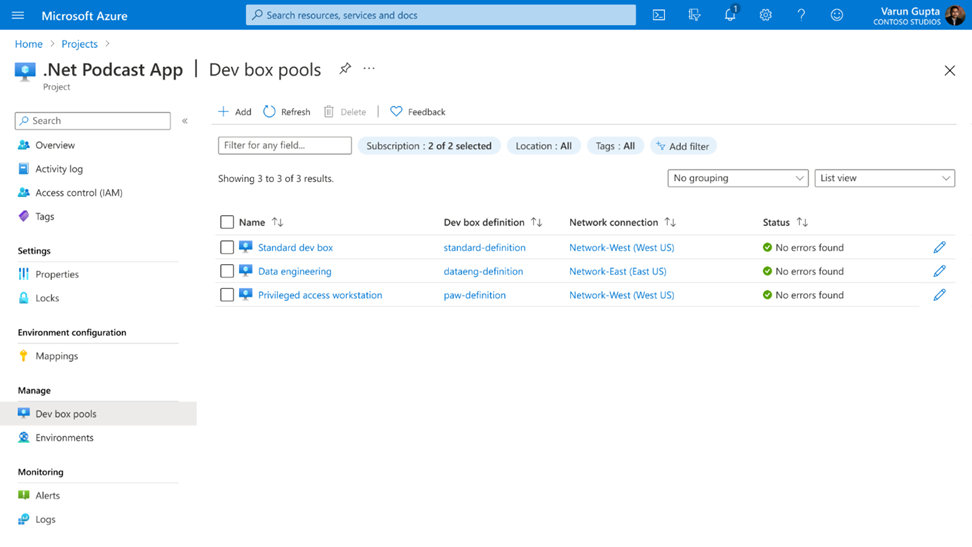 Microsoft Azure
Search resources, services and docs
1
Varun Gupta
CONTOSO STUDIOS
Home > Projects >
.Net Podcast App | Dev box pools
Project
Search
«
Overview
Activity log
Access control (IAM)
Tags
Settings
Properties
Locks
Environment configuration
Mappings
Manage
Dev box pools
Environments
Monitoring
Alerts
Logs
Add Refresh Delete | Feedback
Filter for any field... Subscription : 2 of 2 selected Location : All Tags : All Add filter
Showing 3 to 3 of 3 results. No grouping List view
Name Dev box definition Network connection Status
Standard dev box standard-definition Network-West (West US) No errors found
Data engineering dataeng-definition Network-East (East US) No errors found
Privileged access workstation paw-definition Network-West (West US) No errors found